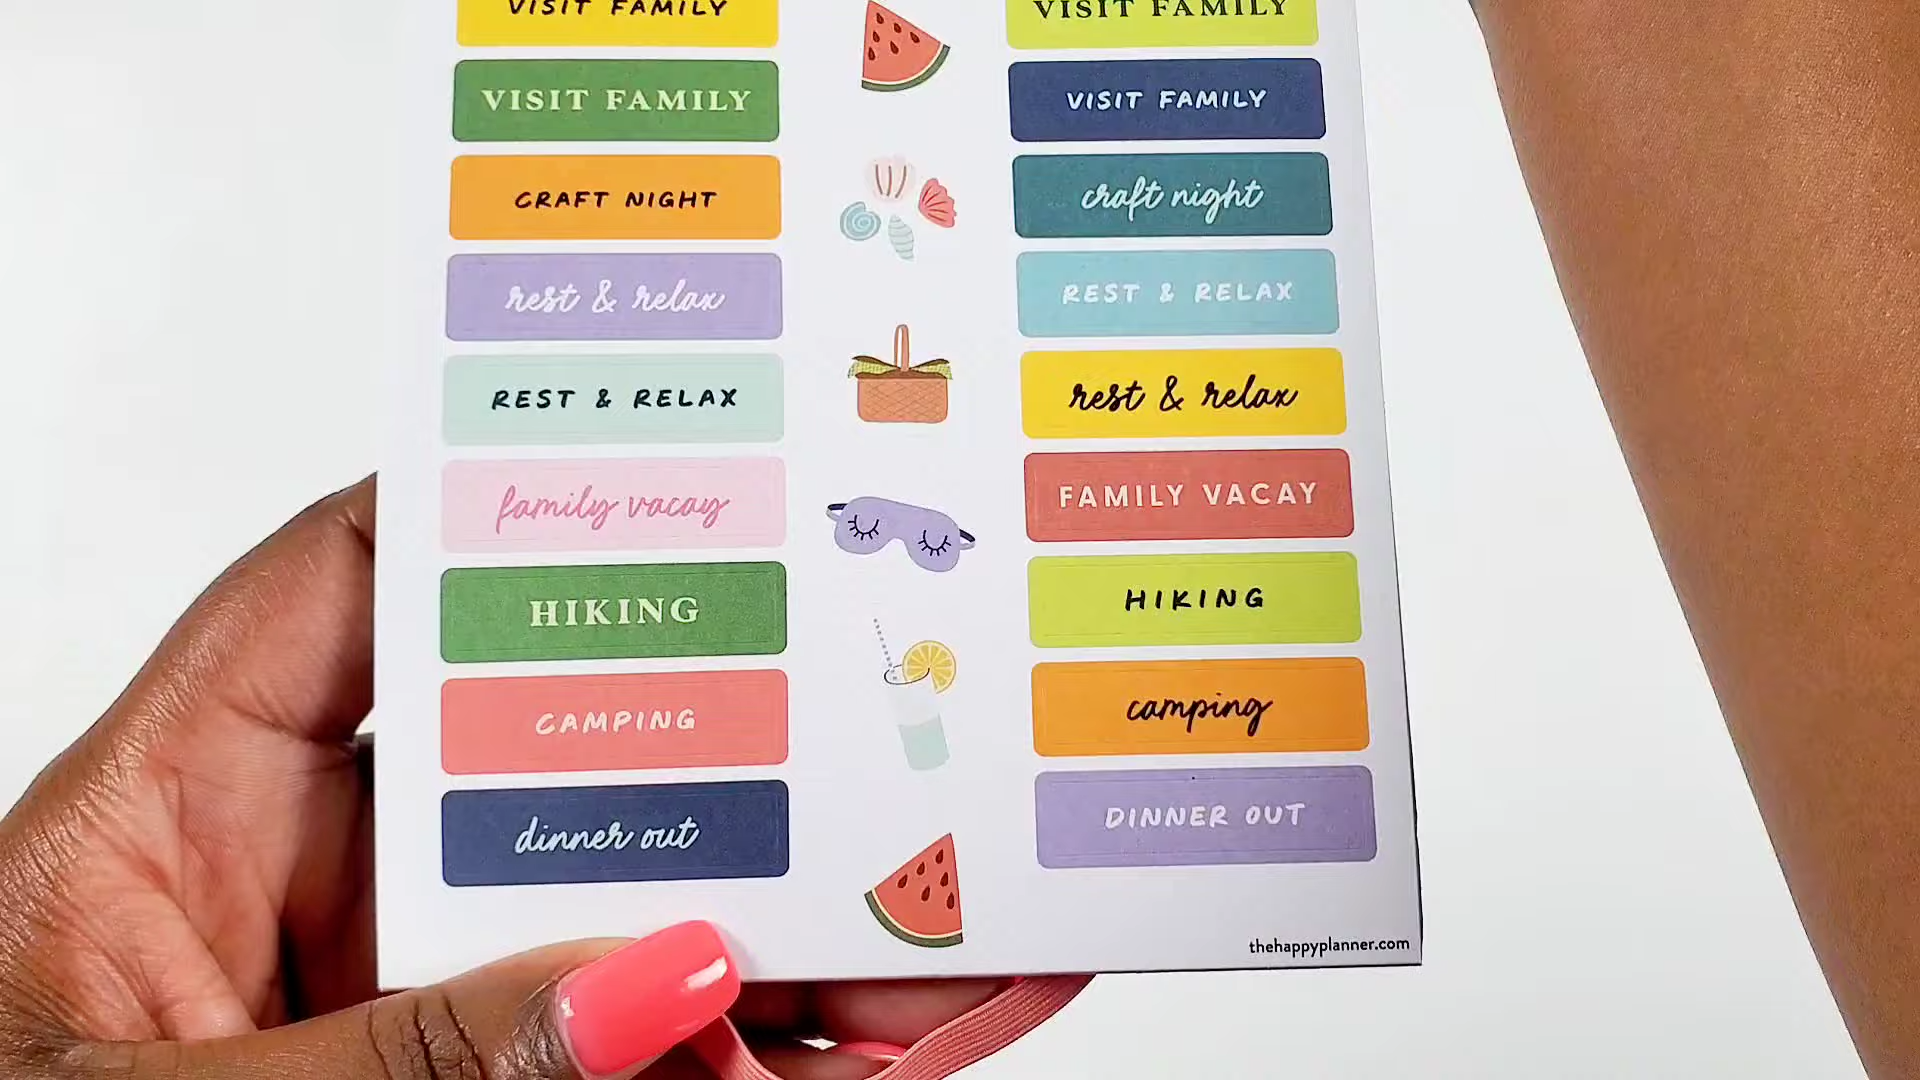 VISIT FAMILY
VISIT FAMILY
VISIT FAMILY
VISIT FAMILY
CRAFT NIGHT
craft night
rest & relax
REST & RELAX
REST & RELAX
rest & relax
family vacay
FAMILY VACAY
HIKING
HIKING
CAMPING
camping
dinner out
DINNER OUT
thehappyplanner.com